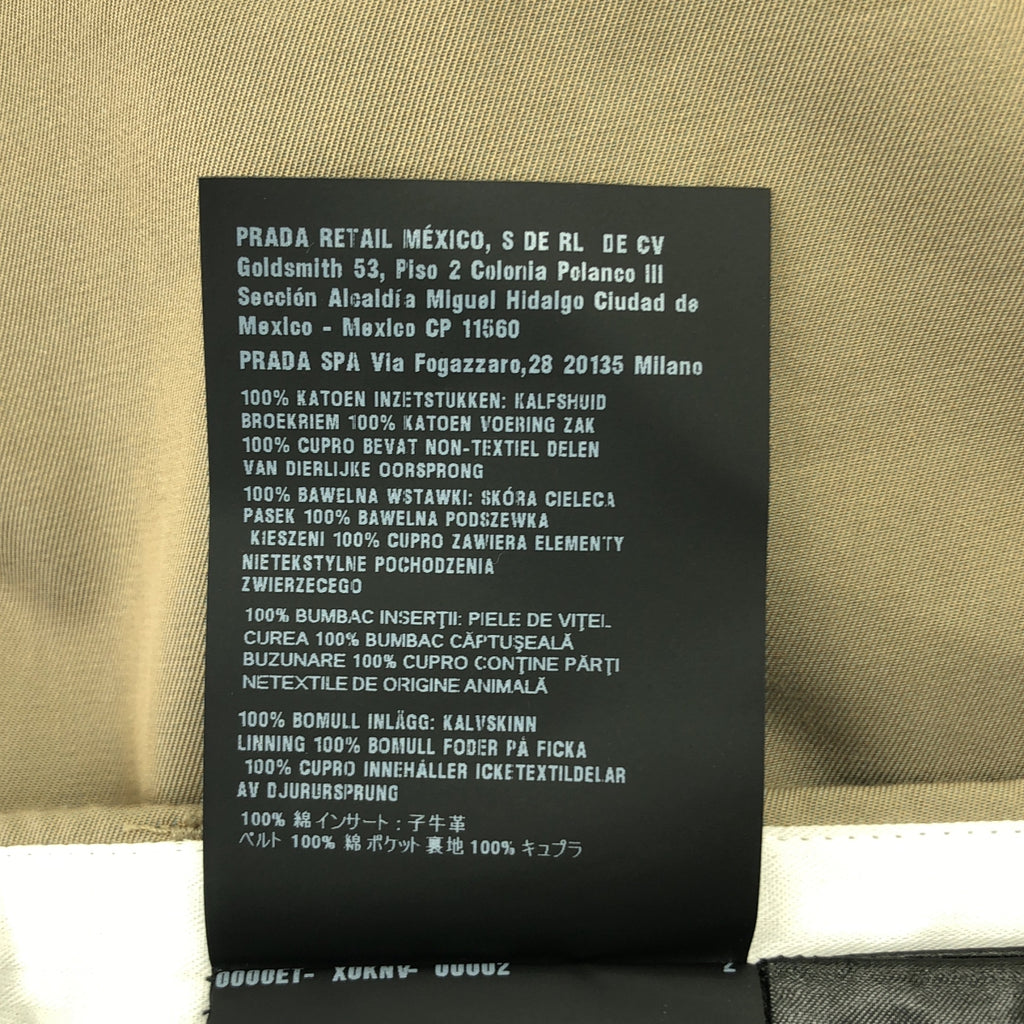 PRADA RETAIL MÉXICO, S DE RL DE CV
Goldsmith 53, Piso 2 Colonia Polanco III
Sección Alcaldía Miguel Hidalgo Ciudad de
Mexico - Mexico CP 11560
PRADA SPA Via Fogazzaro,28 20135 Milano
100% KATOEN INZETSTUKKEN: KALFSHUID
BROEKRIEM 100% KATOEN VOERING ZAK
100% CUPRO BEVAT NON-TEXTIEL DELEN
VAN DIERLIJKE OORSPRONG
100% BAWELNA WSTAWKI: SKÓRA CIELECA
PASEK 100% BAWELNA PODSZEWKA
KIESZENI 100% CUPRO ZAWIERA ELEMENTY
NIETEKSTYLNE POCHODZENIA
ZWIERZECEGO
100% BUMBAC INSERŢII: PIELE DE VIŢEL
CUREA 100% BUMBAC CĂPTUŞEALĂ
BUZUNARE 100% CUPRO CONŢINE PĂRŢI
NETEXTILE DE ORIGINE ANIMALĂ
100% BOMULL INLÄGG: KALVSKINN
LINNING 100% BOMULL FODER PÅ FICKA
100% CUPRO INNEHÅLLER ICKETEXTILDELAR
AV DJURURSPRUNG
100% 綿 インサート : 子牛革
ベルト 100% 綿 ポケット 裏地 100% キュプラ
2